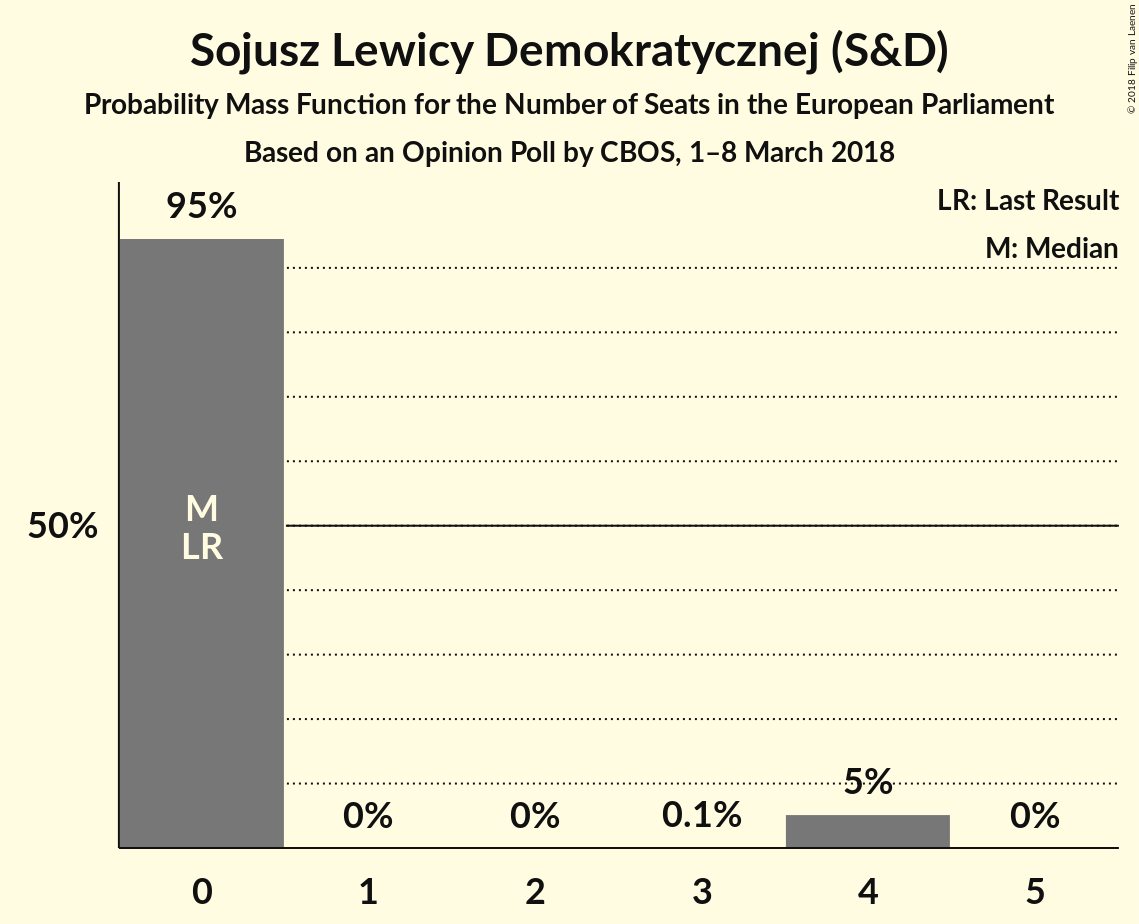 Sojusz Lewicy Demokratycznej (S&D)
Probability Mass Function for the Number of Seats in the European Parliament
Based on an Opinion Poll by CBOS, 1–8 March 2018
© 2018 Filip van Laenen
LR: Last Result
M: Median
95%
M
LR
50%
0%
0%
0.1%
5%
0%
0
1
2
3
4
5